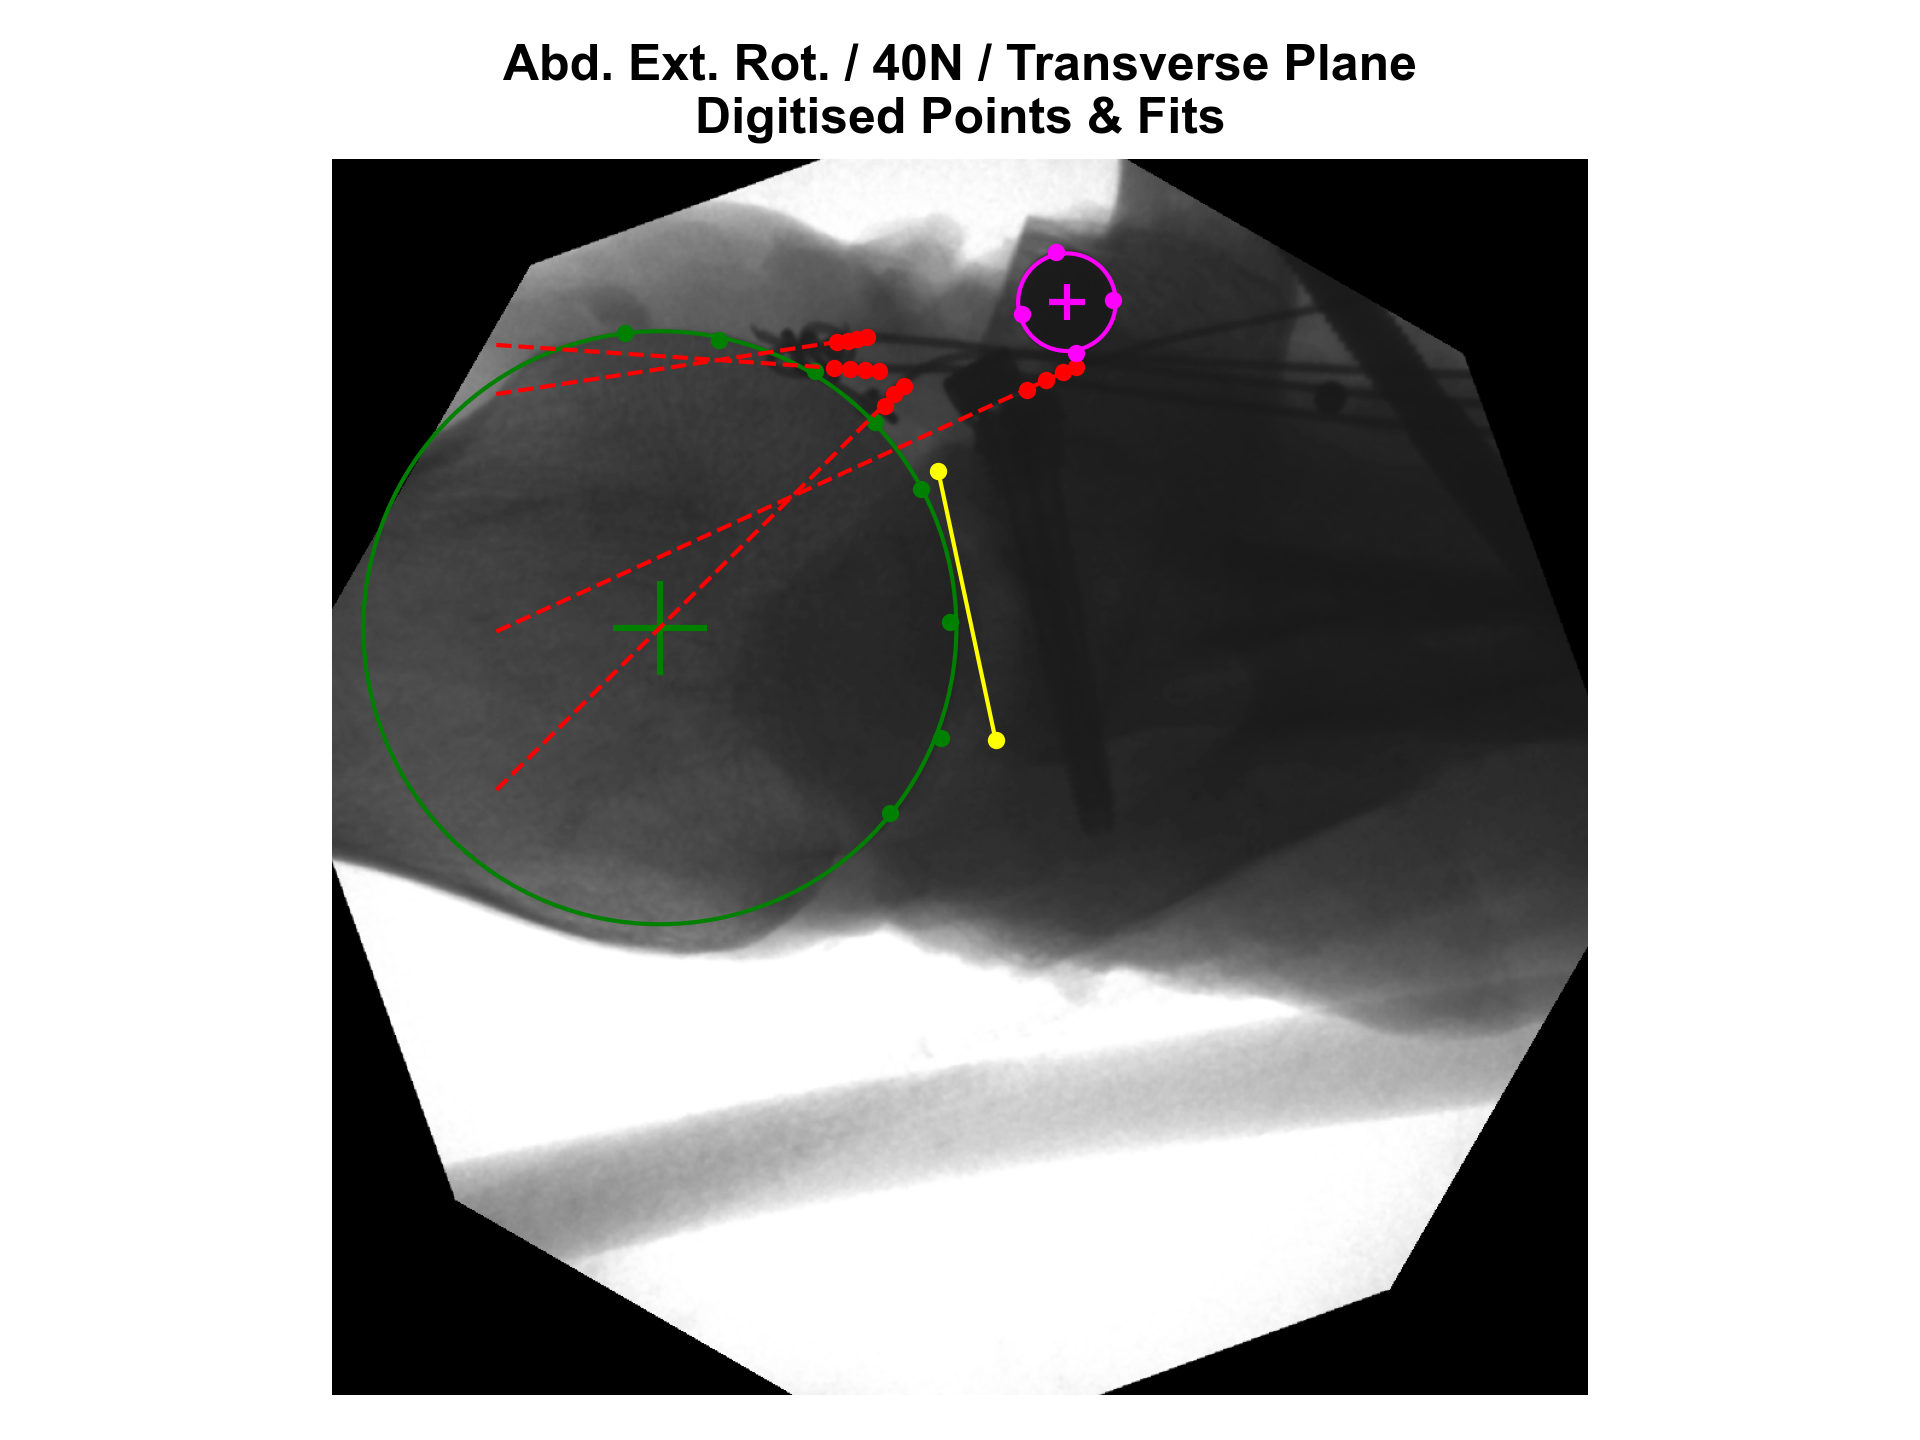 Abd. Ext. Rot. / 40N / Transverse Plane
Digitised Points & Fits